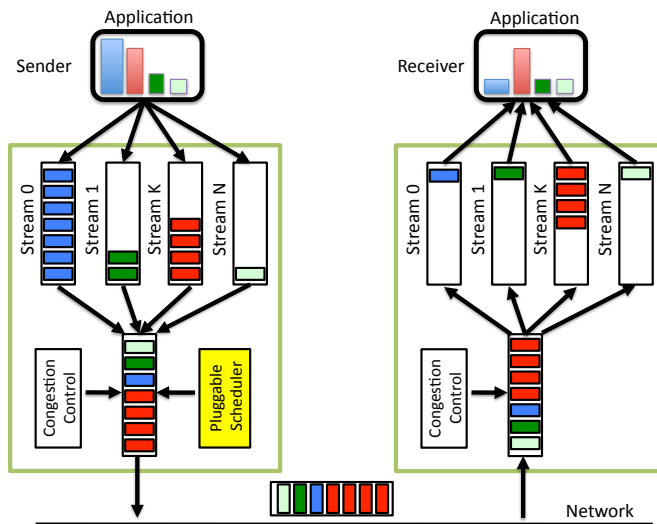 Application
Application
Sender
Receiver
Stream 0
Stream 1
Stream K
Stream N
Stream 0
Stream 1
Stream K
Stream N
Congestion
Control
Pluggable
Scheduler
Congestion
Control
Network